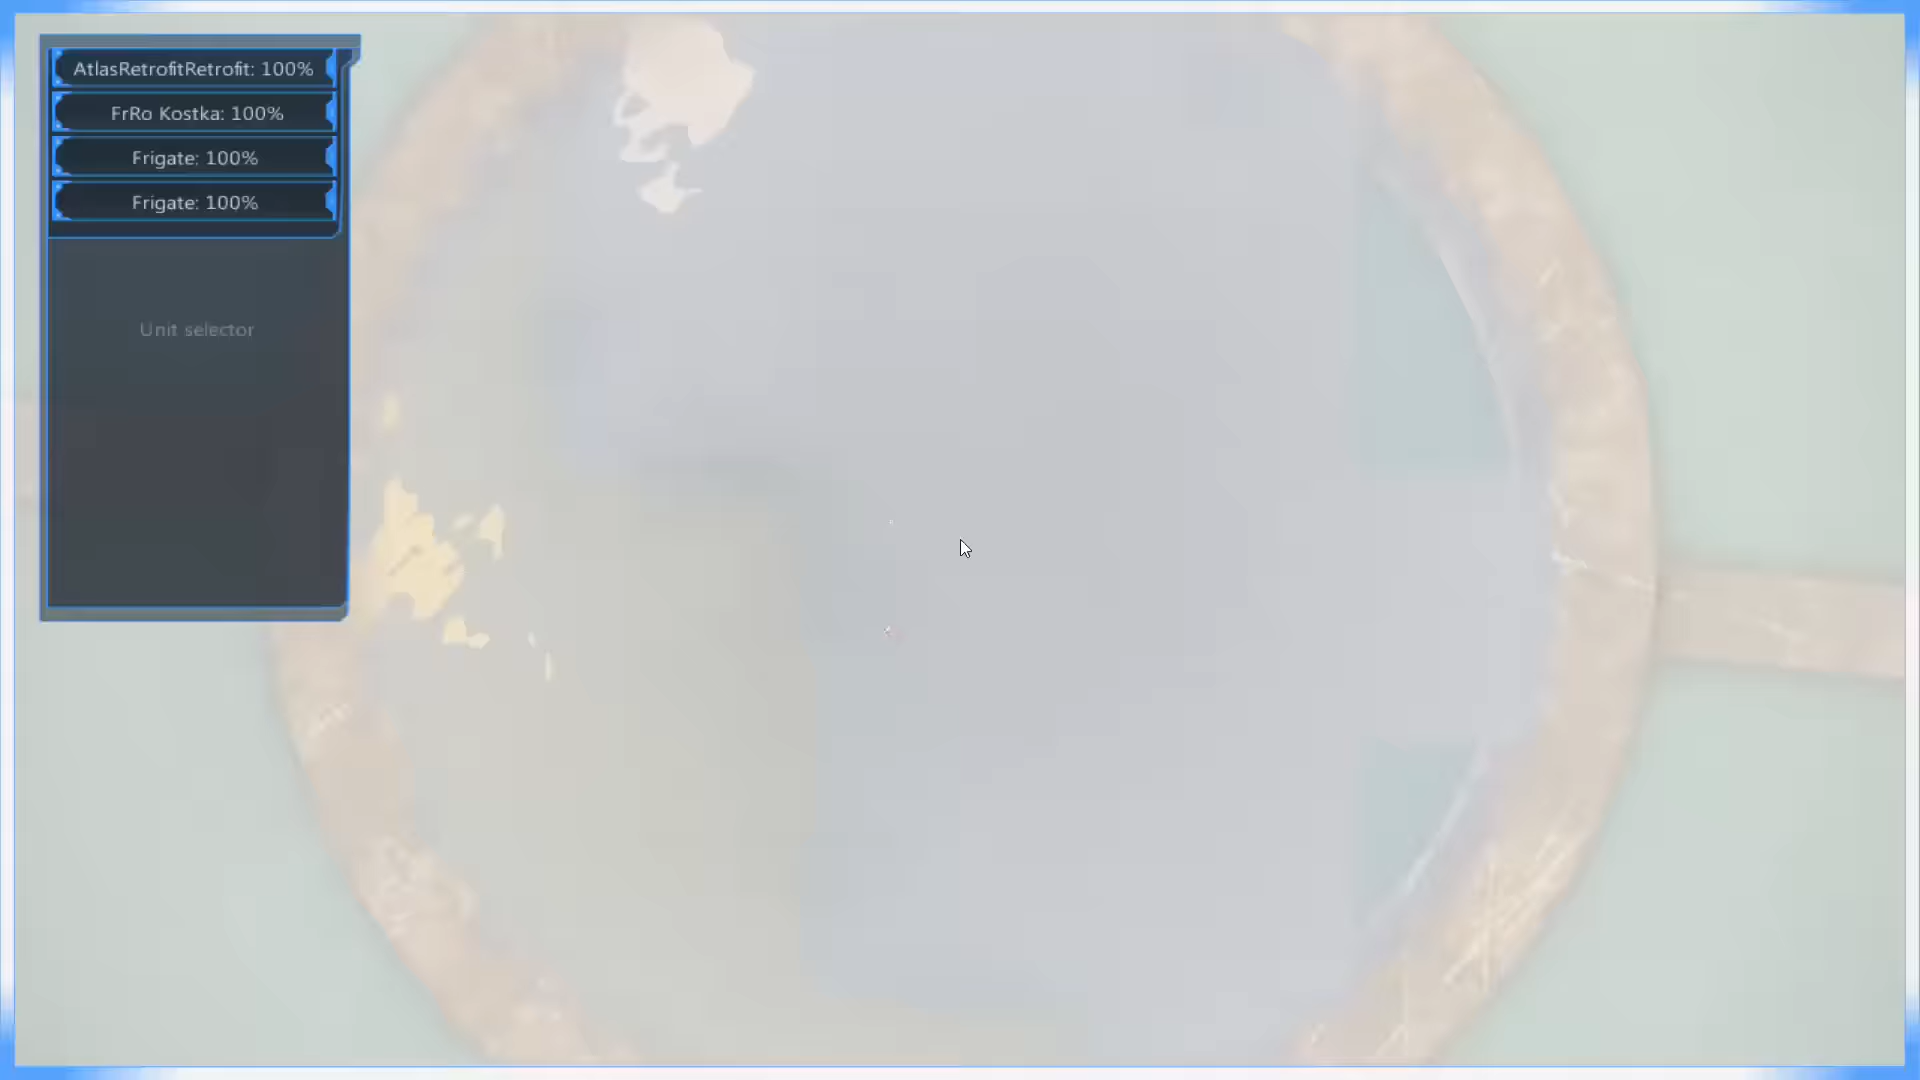 AtlasRetrofitRetrofit: 100%
FrRo Kostka: 100%
Frigate: 100%
Frigate: 100%
Unit selector